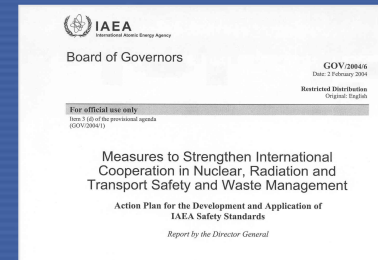 IAEA
International Atomic Energy Agency
Board of Governors
GOV/2004/6
Date: 2 February 2004
Restricted Distribution
Original: English
For official use only
Item 3 (d) of the provisional agenda
(GOV/2004/1)
Measures to Strengthen International
Cooperation in Nuclear, Radiation and
Transport Safety and Waste Management
Action Plan for the Development and Application of
IAEA Safety Standards
Report by the Director General